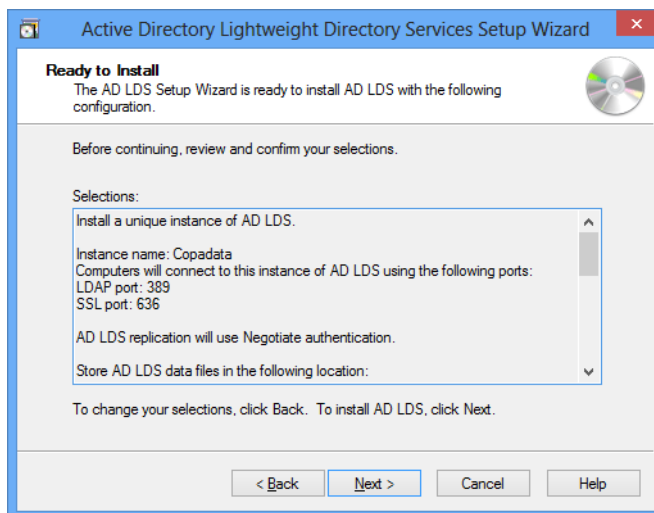 Active Directory Lightweight Directory Services Setup Wizard
Ready to Install
The AD LDS Setup Wizard is ready to install AD LDS with the following
configuration.
Before continuing, review and confirm your selections.
Selections:
Install a unique instance of AD LDS.
Instance name: Copadata
Computers will connect to this instance of AD LDS using the following ports:
LDAP port: 389
SSL port: 636
AD LDS replication will use Negotiate authentication.
Store AD LDS data files in the following location:
To change your selections, click Back. To install AD LDS, click Next.
< Back Next > Cancel Help